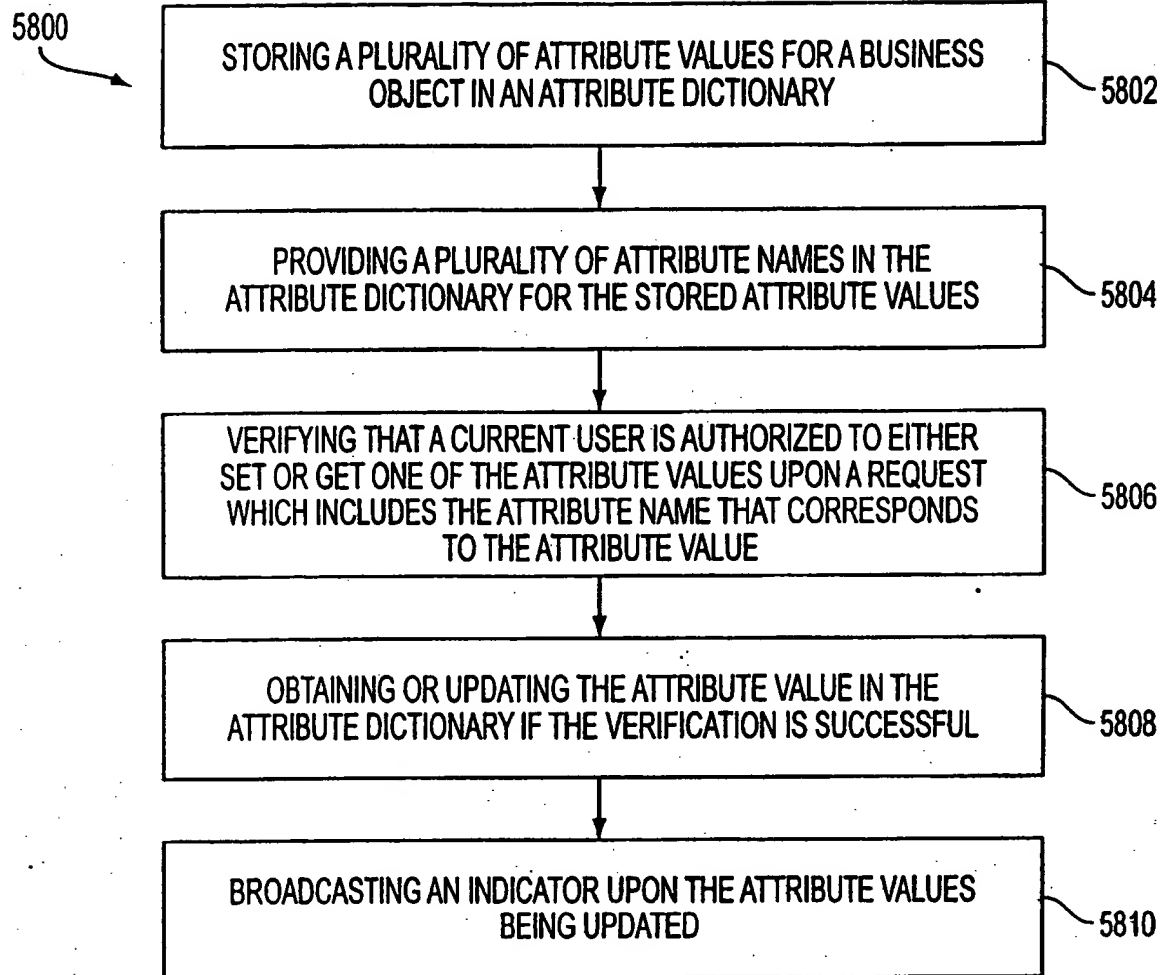 5800
STORING A PLURALITY OF ATTRIBUTE VALUES FOR A BUSINESS
OBJECT IN AN ATTRIBUTE DICTIONARY
5802
PROVIDING A PLURALITY OF ATTRIBUTE NAMES IN THE
ATTRIBUTE DICTIONARY FOR THE STORED ATTRIBUTE VALUES
5804
VERIFYING THAT A CURRENT USER IS AUTHORIZED TO EITHER
SET OR GET ONE OF THE ATTRIBUTE VALUES UPON A REQUEST
WHICH INCLUDES THE ATTRIBUTE NAME THAT CORRESPONDS
TO THE ATTRIBUTE VALUE
5806
OBTAINING OR UPDATING THE ATTRIBUTE VALUE IN THE
ATTRIBUTE DICTIONARY IF THE VERIFICATION IS SUCCESSFUL
5808
BROADCASTING AN INDICATOR UPON THE ATTRIBUTE VALUES
BEING UPDATED
5810